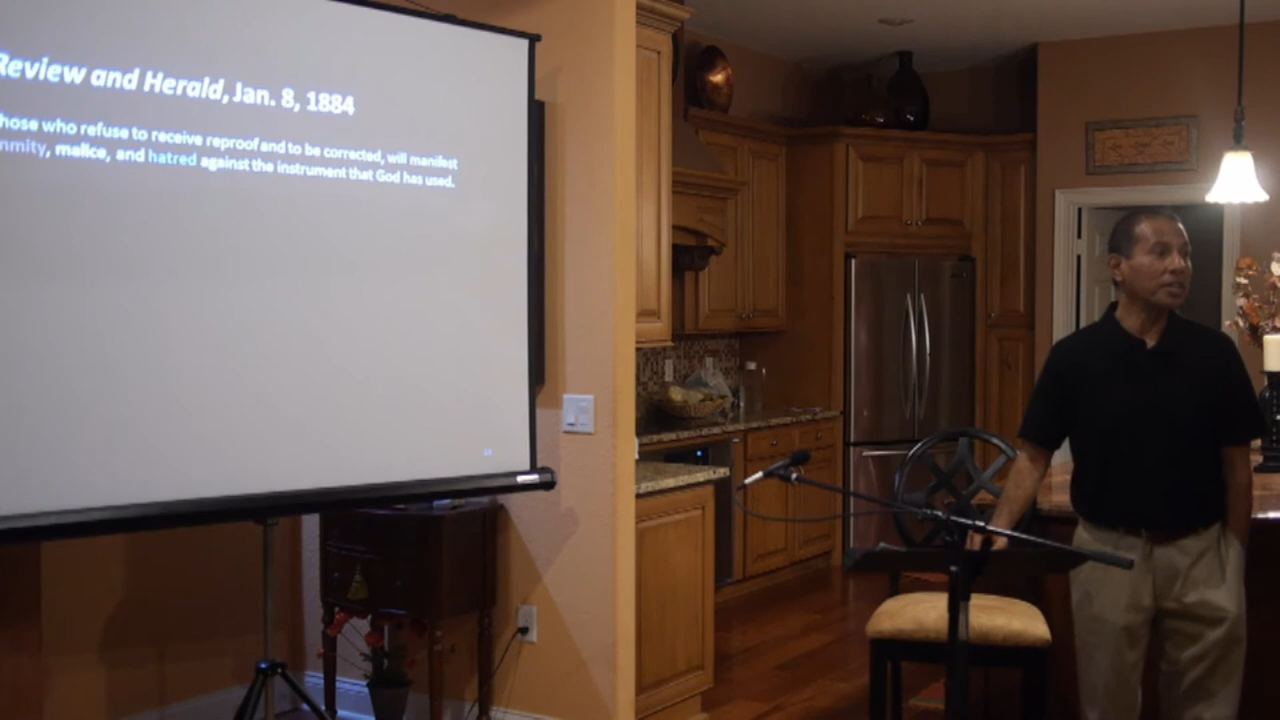 Review and Herald, Jan. 8, 1884
hose who refuse to receive reproof and to be corrected, will manifest
nmity, malice, and hatred against the instrument that God has used.